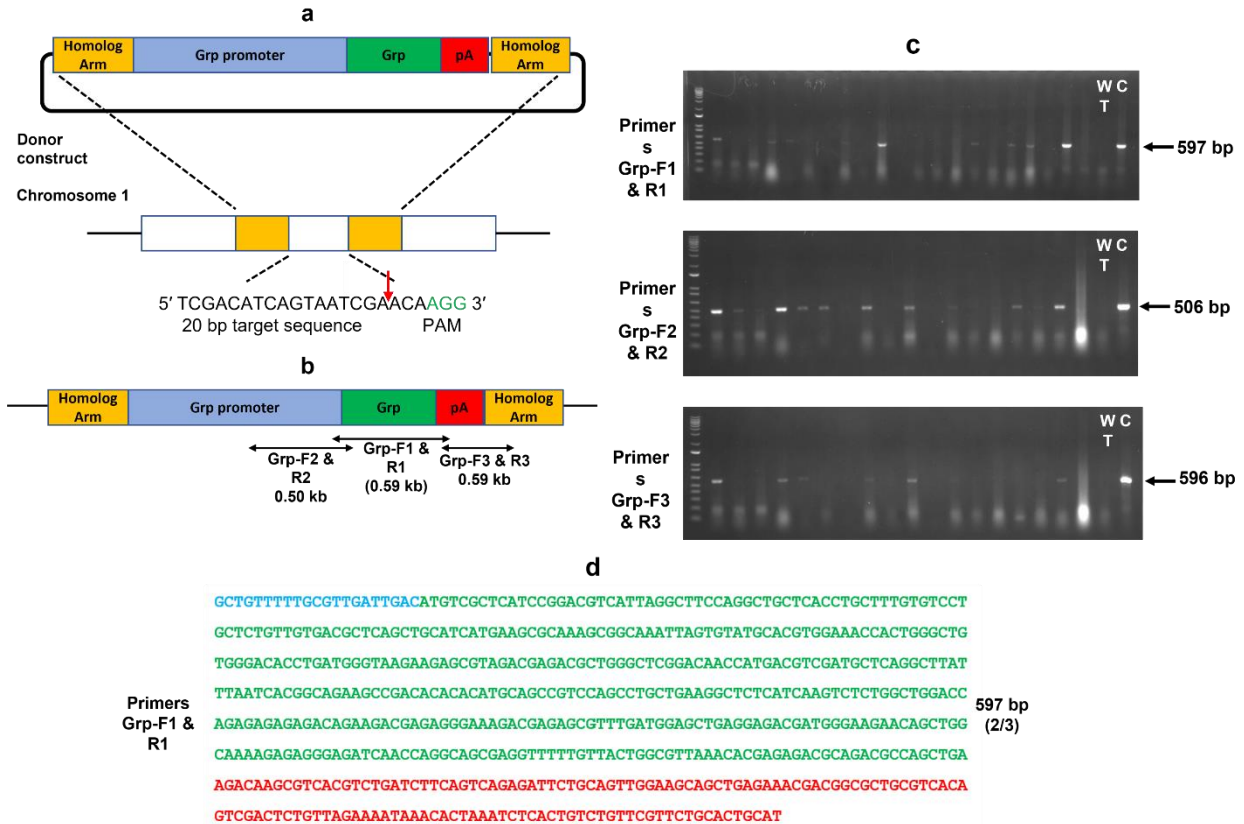 a
Homolog
Arm
Grp promoter
Grp
pA
Homolog
Arm
Donor
construct
Chromosome 1
5′ TCGACATCAGTAATCGAACAAGG 3′
20 bp target sequence
PAM
b
Homolog
Arm
Grp promoter
Grp
pA
Homolog
Arm
Grp-F2 &
R2
0.50 kb
Grp-F1 &
R1
(0.59 kb)
Grp-F3 & R3
0.59 kb
c
Primer
s
Grp-F1
& R1
W
T
C
597 bp
Primer
s
Grp-F2
& R2
W
T
C
506 bp
Primer
s
Grp-F3
& R3
W
T
C
596 bp
d
Primers
Grp-F1 &
R1
GCTGTTTTTGCGTTGATTGACATGTCGCTCATCCGGACGTCATTAGGCTTCCAGGCTGCTCACCTGCTTTGTGTCCT
GCTCTGTTGTGACGCTCAGCTGCATCATGAAGCGCAAAGCGGCAAATTAGTGTATGCACGTGGAAACCACTGGGCTG
TGGGACACCTGATGGGTAAGAAGAGCGTAGACGAGACGCTGGGCTCGGACAACCATGACGTCGATGCTCAGGCTTAT
TTAATCACGGCAGAAGCCGACACACACATGCAGCCGTCCAGCCTGCTGAAGGCTCTCATCAAGTCTCTGGCTGGACC
AGAGAGAGAGACAGAAGACGAGAGGGAAAGACGAGAGCGTTTGATGGAGCTGAGGAGACGATGGGAAGAACAGCTGG
CAAAAGAGAGGGAGATCAACCAGGCAGCGAGGTTTTTGTTACTGGCGTTAAACACGAGAGACGCAGACGCCAGCTGA
AGACAAGCGTCACGTCTGATCTTCAGTCAGAGATTCTGCAGTTGGAAGCAGCTGAGAAACGACGGCGCTGCGTCACA
GTCGACTCTGTTAGAAAATAAACACTAAATCTCACTGTCTGTTCGTTCTGCACTGCAT
597 bp
(2/3)